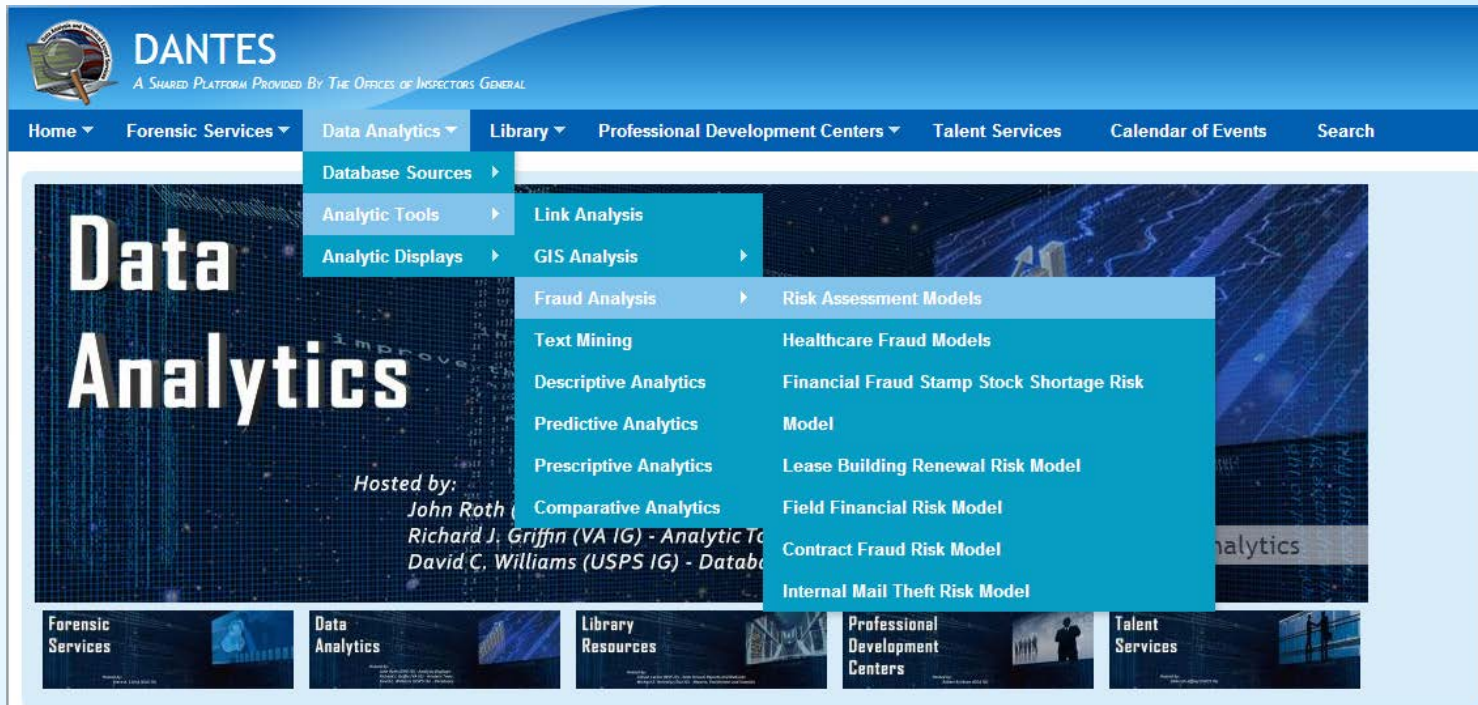 DANTES
A Shared Platform Provided By The Offices of Inspectors General
Home Forensic Services Data Analytics Library Professional Development Centers Talent Services Calendar of Events Search
Database Sources
Analytic Tools
Analytic Displays
Link Analysis
GIS Analysis
Fraud Analysis
Text Mining
Descriptive Analytics
Predictive Analytics
Prescriptive Analytics
Comparative Analytics
Risk Assessment Models
Healthcare Fraud Models
Financial Fraud Stamp Stock Shortage Risk
Model
Lease Building Renewal Risk Model
Field Financial Risk Model
Contract Fraud Risk Model
Internal Mail Theft Risk Model
Data
Analytics
improve
Hosted by:
John Roth (
Richard J. Griffin (VA IG) - Analytic To
David C. Williams (USPS IG) - Databa
nalytics
Forensic
Services
Data
Analytics
Library
Resources
Professional
Development
Centers
Talent
Services